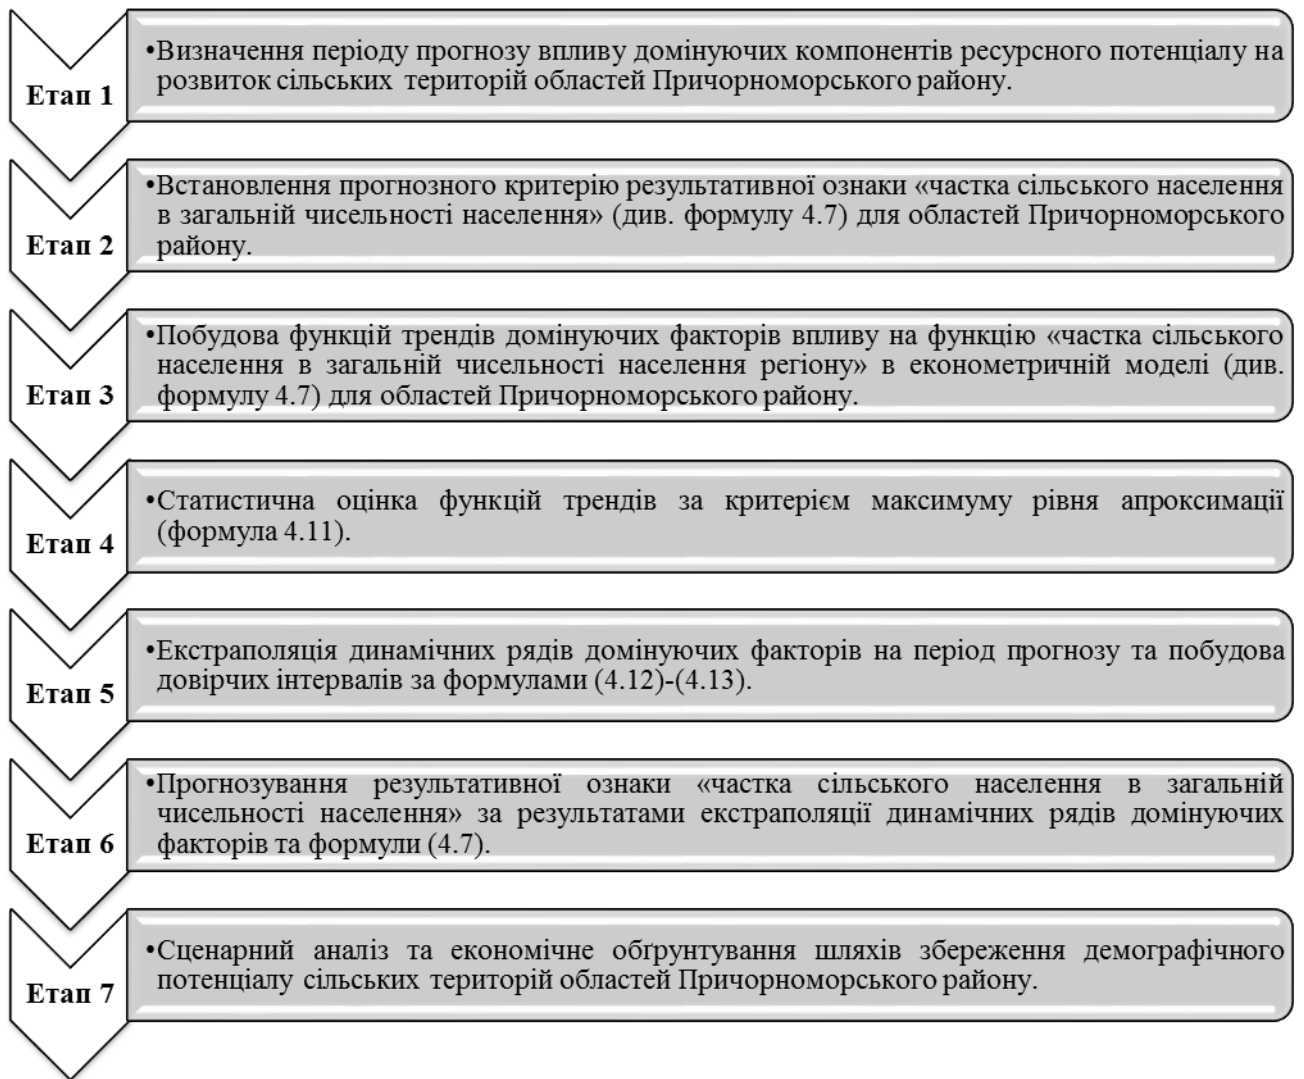 •Визначення періоду прогнозу впливу домінуючих компонентів ресурсного потенціалу на
розвиток сільських територій областей Причорноморського району.
Етап 1
•Встановлення прогнозного критерію результативної ознаки «частка сільського населення
в загальній чисельності населення» (див. формулу 4.7) для областей Причорноморського
району.
Етап 2
•Побудова функцій трендів домінуючих факторів впливу на функцію «частка сільського
населення в загальній чисельності населення регіону» в економетричній моделі (див.
формулу 4.7) для областей Причорноморського району.
Етап 3
•Статистична оцінка функцій трендів за критерієм максимуму рівня апроксимації
(формула 4.11).
Етап 4
•Екстраполяція динамічних рядів домінуючих факторів на період прогнозу та побудова
довірчих інтервалів за формулами (4.12)-(4.13).
Етап 5
•Прогнозування результативної ознаки «частка сільського населення в загальній
чисельності населення» за результатами екстраполяції динамічних рядів домінуючих
факторів та формули (4.7).
Етап 6
•Сценарний аналіз та економічне обґрунтування шляхів збереження демографічного
потенціалу сільських територій областей Причорноморського району.
Етап 7